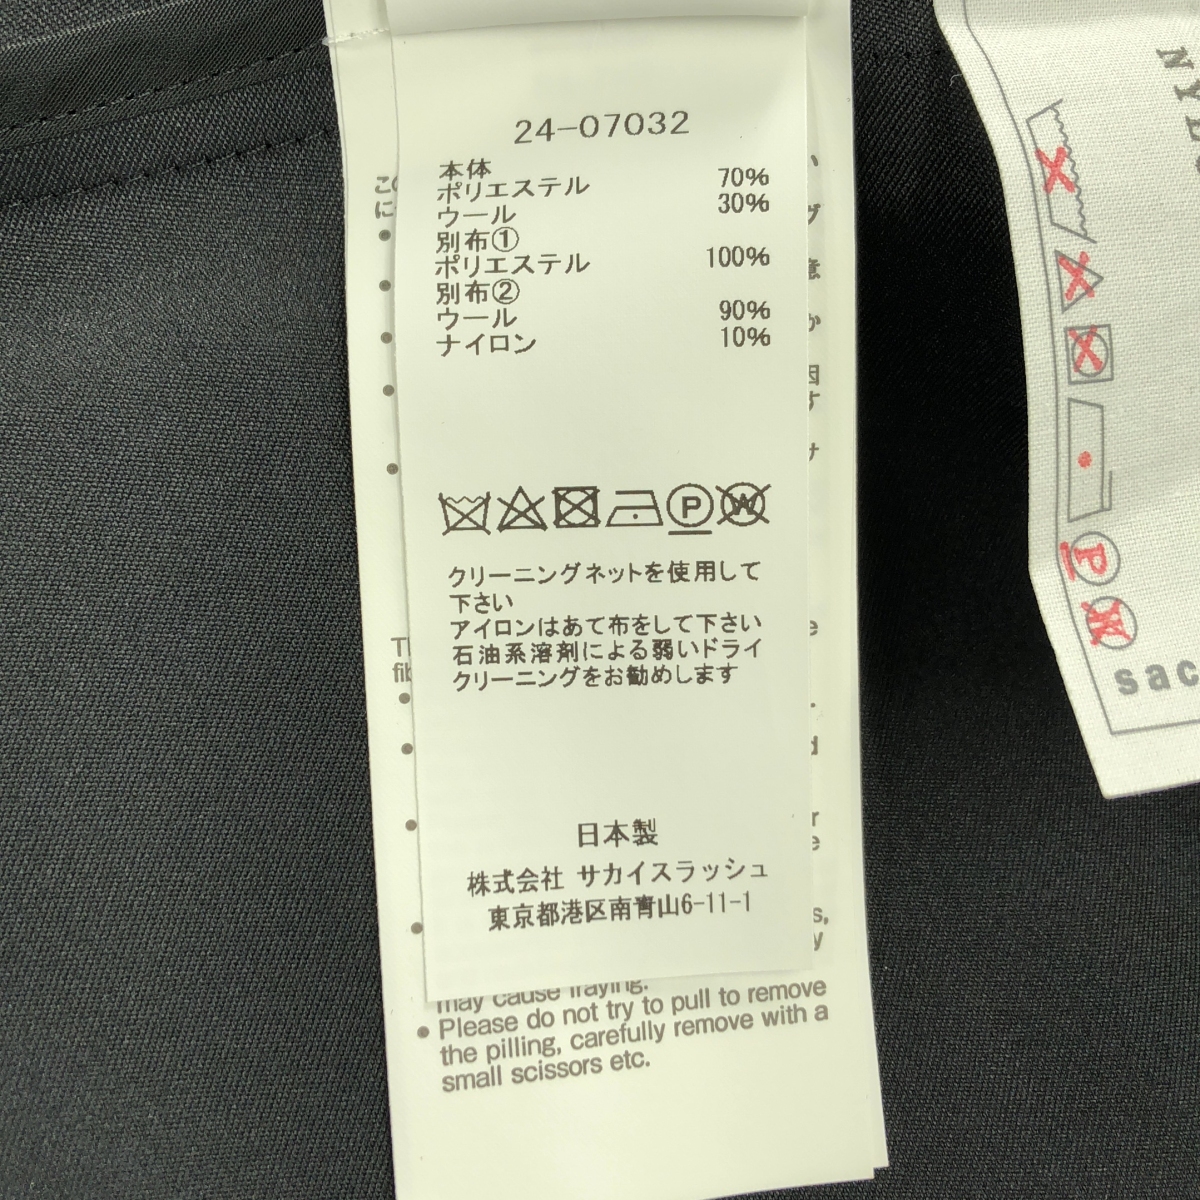 24-07032
本体
ポリエステル 70%
ウール 30%
別布①
ポリエステル 100%
別布②
ウール 90%
ナイロン 10%
P W
クリーニングネットを使用して
下さい
アイロンはあて布をして下さい
石油系溶剤による弱いドライ
クリーニングをお勧めします
日本製
株式会社 サカイスラッシュ
東京都港区南青山6-11-1
may cause fraying.
• Please do not try to pull to remove
the pilling, carefully remove with a
small scissors etc.
P W
sac